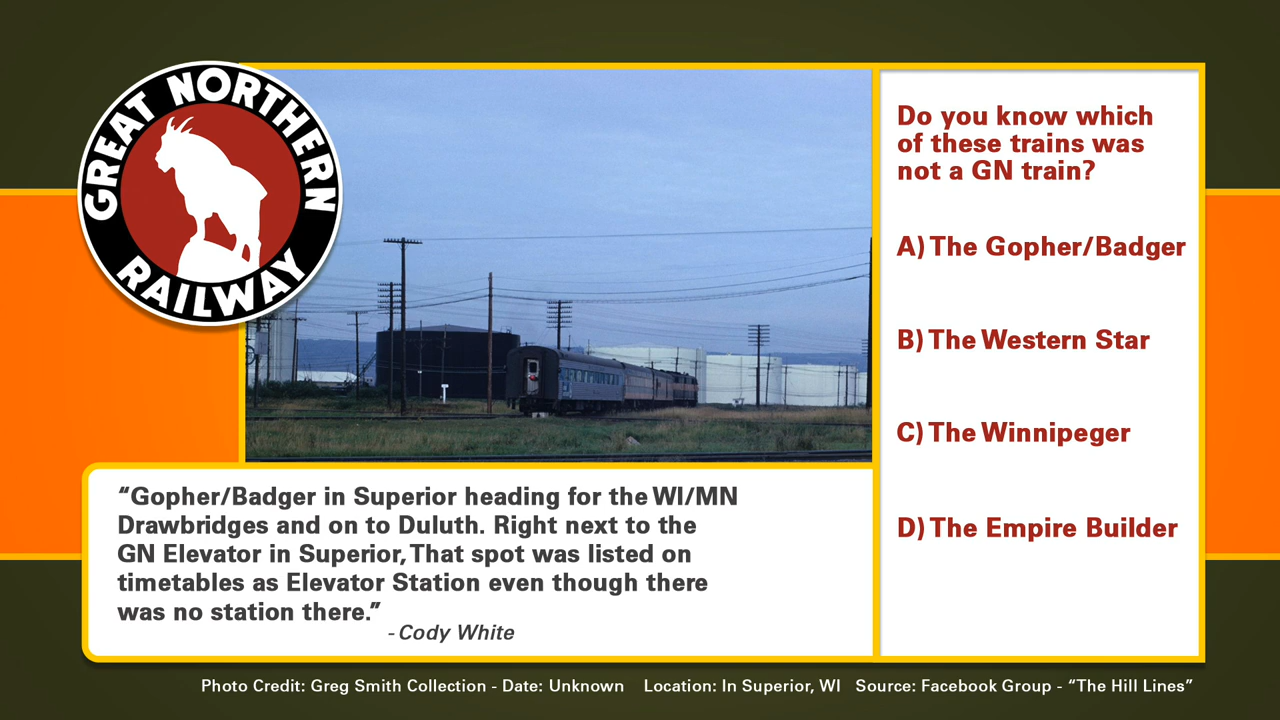 GREAT NORTHERN
RAILWAY
Do you know which
of these trains was
not a GN train?
A) The Gopher/Badger
B) The Western Star
C) The Winnipeger
D) The Empire Builder
“Gopher/Badger in Superior heading for the WI/MN
Drawbridges and on to Duluth. Right next to the
GN Elevator in Superior, That spot was listed on
timetables as Elevator Station even though there
was no station there.”
- Cody White
Photo Credit: Greg Smith Collection - Date: Unknown Location: In Superior, WI Source: Facebook Group - “The Hill Lines”